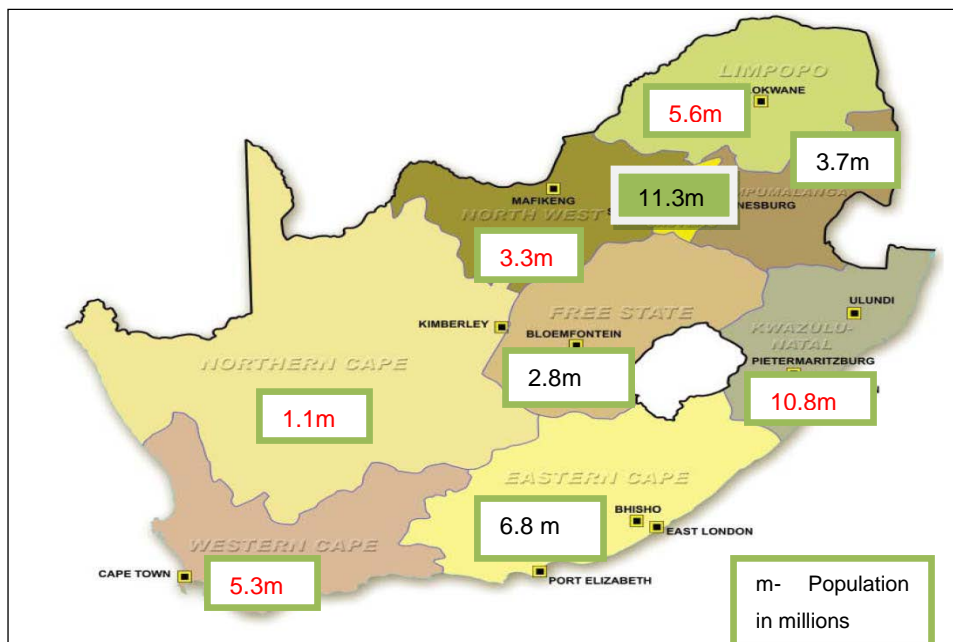 LIMPOPO
LOKWANE
5.6m
3.7m
MAFIKENG
11.3m
MPUMALANGA
NESBURG
NORTH WEST
3.3m
ULUNDI
KIMBERLEY
FREE STATE
BLOEMFONTEIN
KWAZULU-
NATAL
PIETERMARITZBURG
NORTHERN CAPE
2.8m
10.8m
1.1m
EASTERN CAPE
6.8 m
BHISHO
EAST LONDON
WESTERN CAPE
CAPE TOWN
5.3m
PORT ELIZABETH
m- Population
in millions